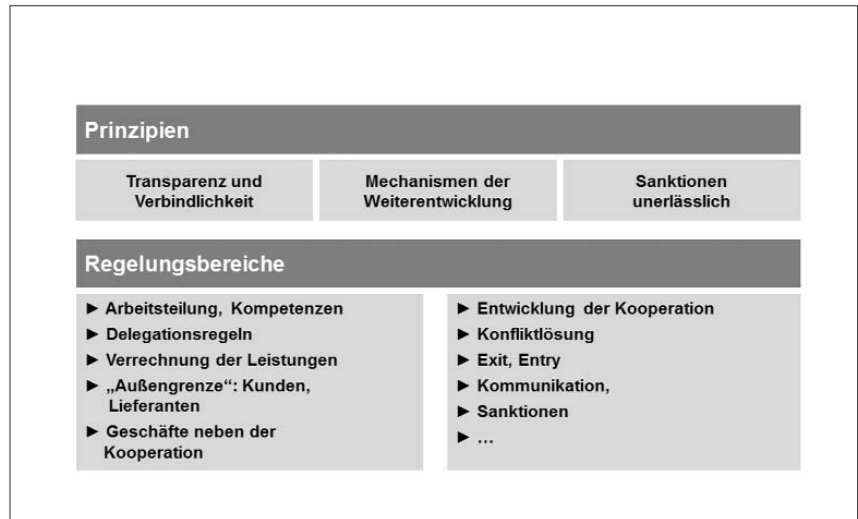 Prinzipien
Transparenz und
Verbindlichkeit
Mechanismen der
Weiterentwicklung
Sanktionen
unerlässlich
Regelungsbereiche
► Arbeitsteilung, Kompetenzen
► Delegationsregeln
► Verrechnung der Leistungen
► „Außengrenze“: Kunden,
Lieferanten
► Geschäfte neben der
Kooperation
► Entwicklung der Kooperation
► Konfliktlösung
► Exit, Entry
► Kommunikation,
► Sanktionen
► …